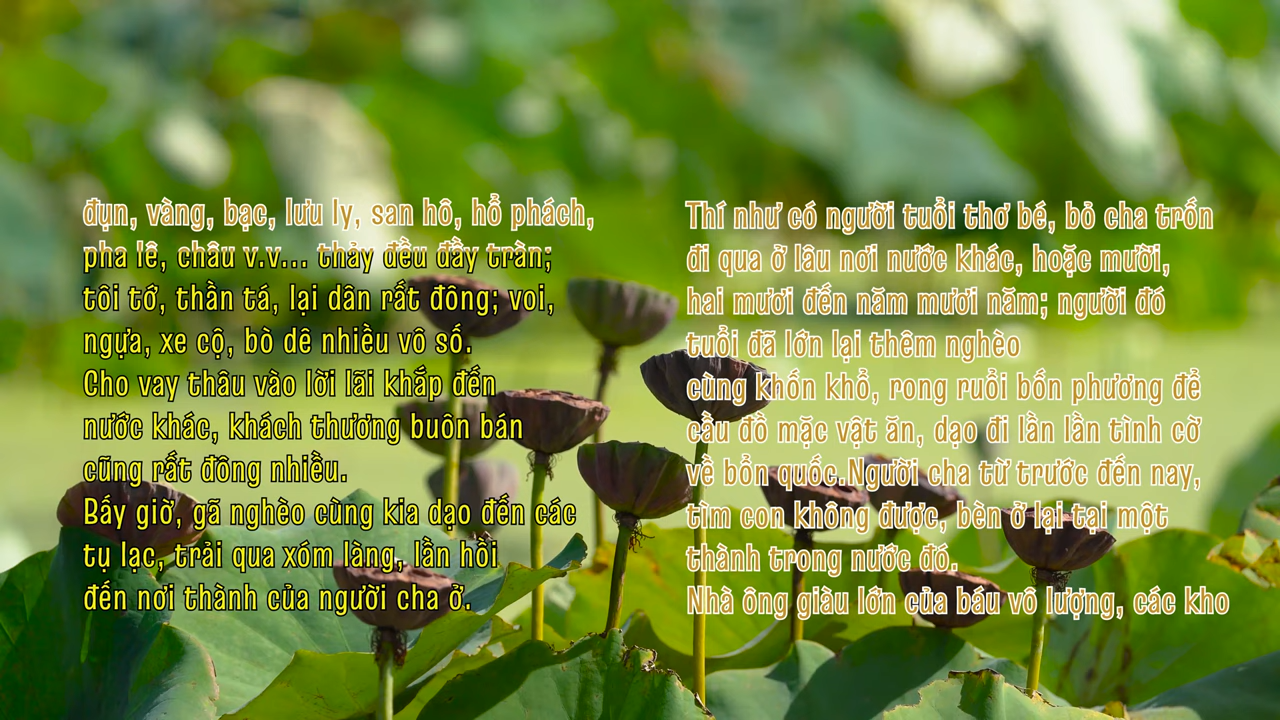 đụn, vàng, bạc, lưu ly, san hô, hổ phách,
pha lê, châu v.v... thảy đều đầy tràn;
tôi tớ, thần tá, lại dân rất đông; voi,
ngựa, xe cộ, bò dê nhiều vô số.
Cho vay thâu vào lời lãi khắp đến
nước khác, khách thương buôn bán
cũng rất đông nhiều.
Bấy giờ, gã nghèo cùng kia dạo đến các
tụ lạc, trải qua xóm làng, lần hồi
đến nơi thành của người cha ở.
Thí như có người tuổi thơ bé, bỏ cha trốn
đi qua ở lâu nơi nước khác, hoặc mười,
hai mươi đến năm mươi năm; người đó
tuổi đã lớn lại thêm nghèo
cùng khốn khổ, rong ruổi bốn phương để
cầu đồ mặc vật ăn, dạo đi lần lần tình cờ
về bổn quốc.Người cha từ trước đến nay,
tìm con không được, bèn ở lại tại một
thành trong nước đó.
Nhà ông giàu lớn của báu vô lượng, các kho